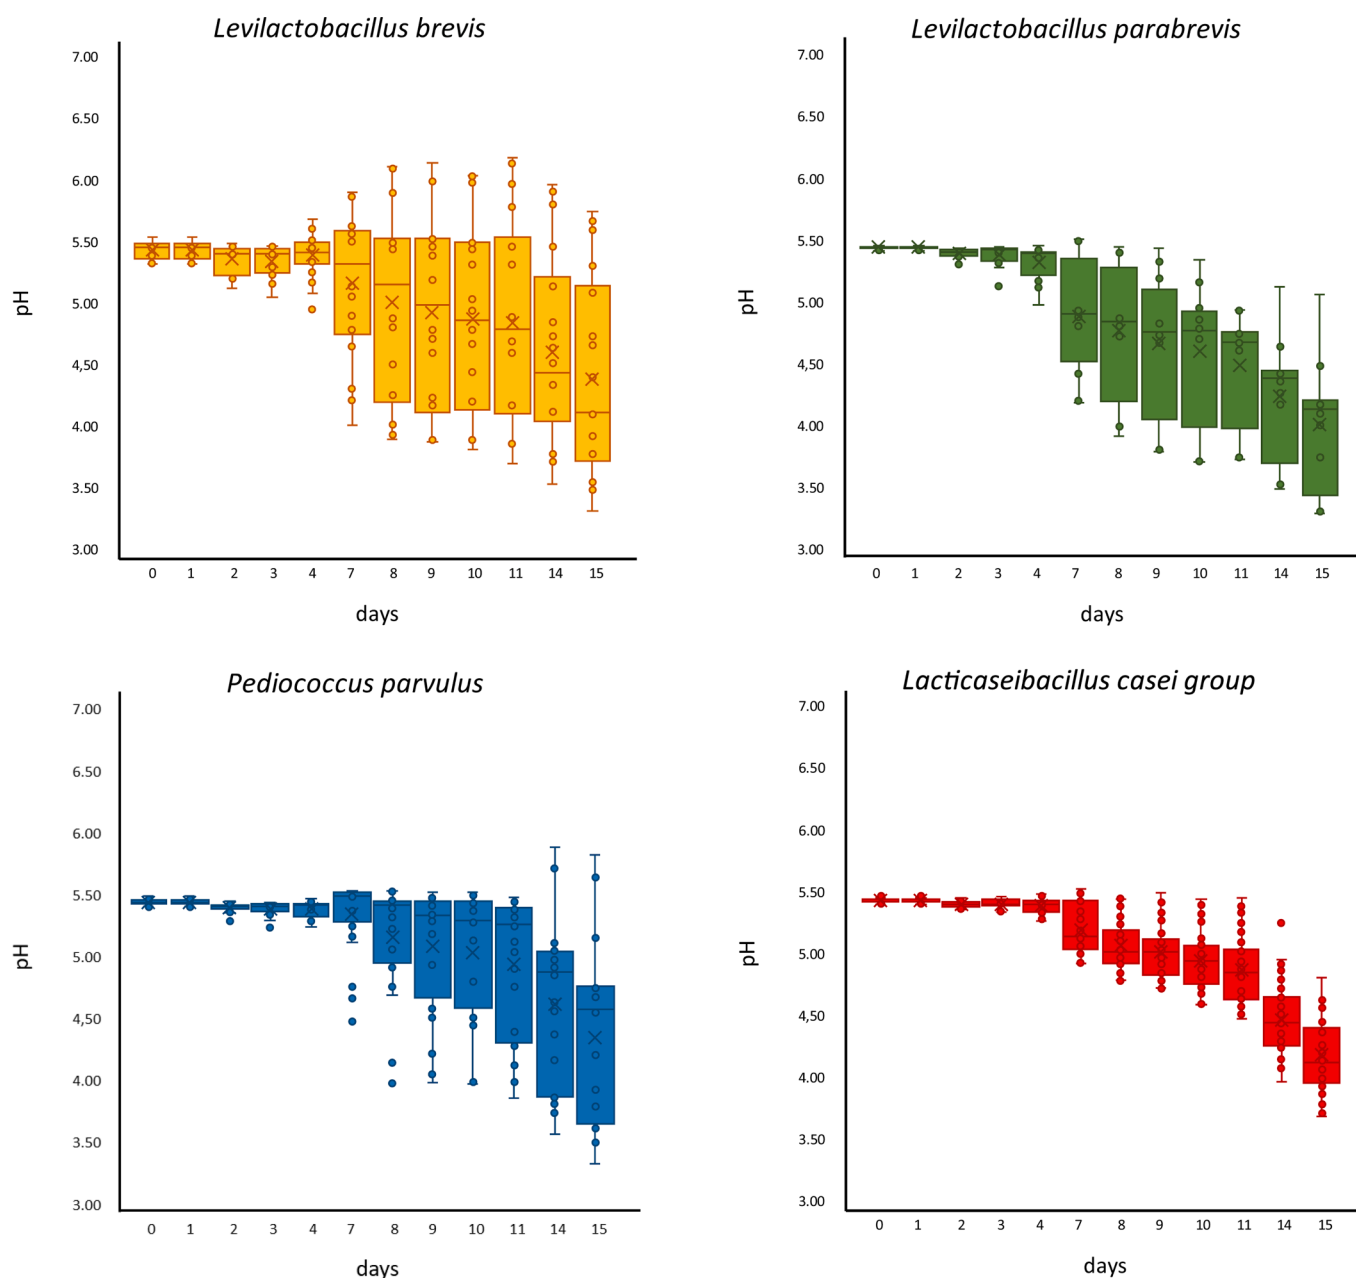 Levilactobacillus brevis
7.00
6.50
6.00
5.50
5.00
4.50
4.00
3.50
3.00
pH
0 1 2 3 4 7 8 9 10 11 14 15
days
Levilactobacillus parabrevis
7.00
6.50
6.00
5.50
5.00
4,50
4.00
3.50
3.00
pH
0 1 2 3 4 7 8 9 10 11 14 15
days
Pediococcus parvulus
7.00
6.50
6.00
5.50
5.00
4,50
4.00
3.50
3.00
pH
0 1 2 3 4 7 8 9 10 11 14 15
days
Lacticaseibacillus casei group
7.00
6.50
6.00
5.50
5.00
4,50
4.00
3.50
3.00
pH
0 1 2 3 4 7 8 9 10 11 14 15
days